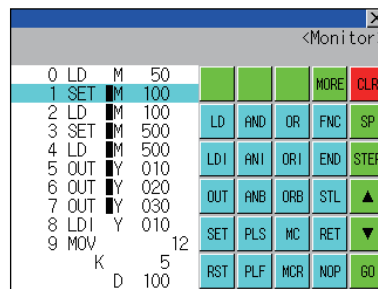 <Monitor
0 LD M 50
1 SET M 100
2 LD M 100
3 SET M 500
4 LD M 500
5 OUT Y 010
6 OUT Y 020
7 OUT Y 030
8 LDI Y 010
9 MOV 12
K 5
D 100
MORE CLR
LD AND OR FNC SP
LDI ANI ORI END STEP
OUT ANB ORB STL ▲
SET PLS MC RET ▼
RST PLF MCR NOP GO